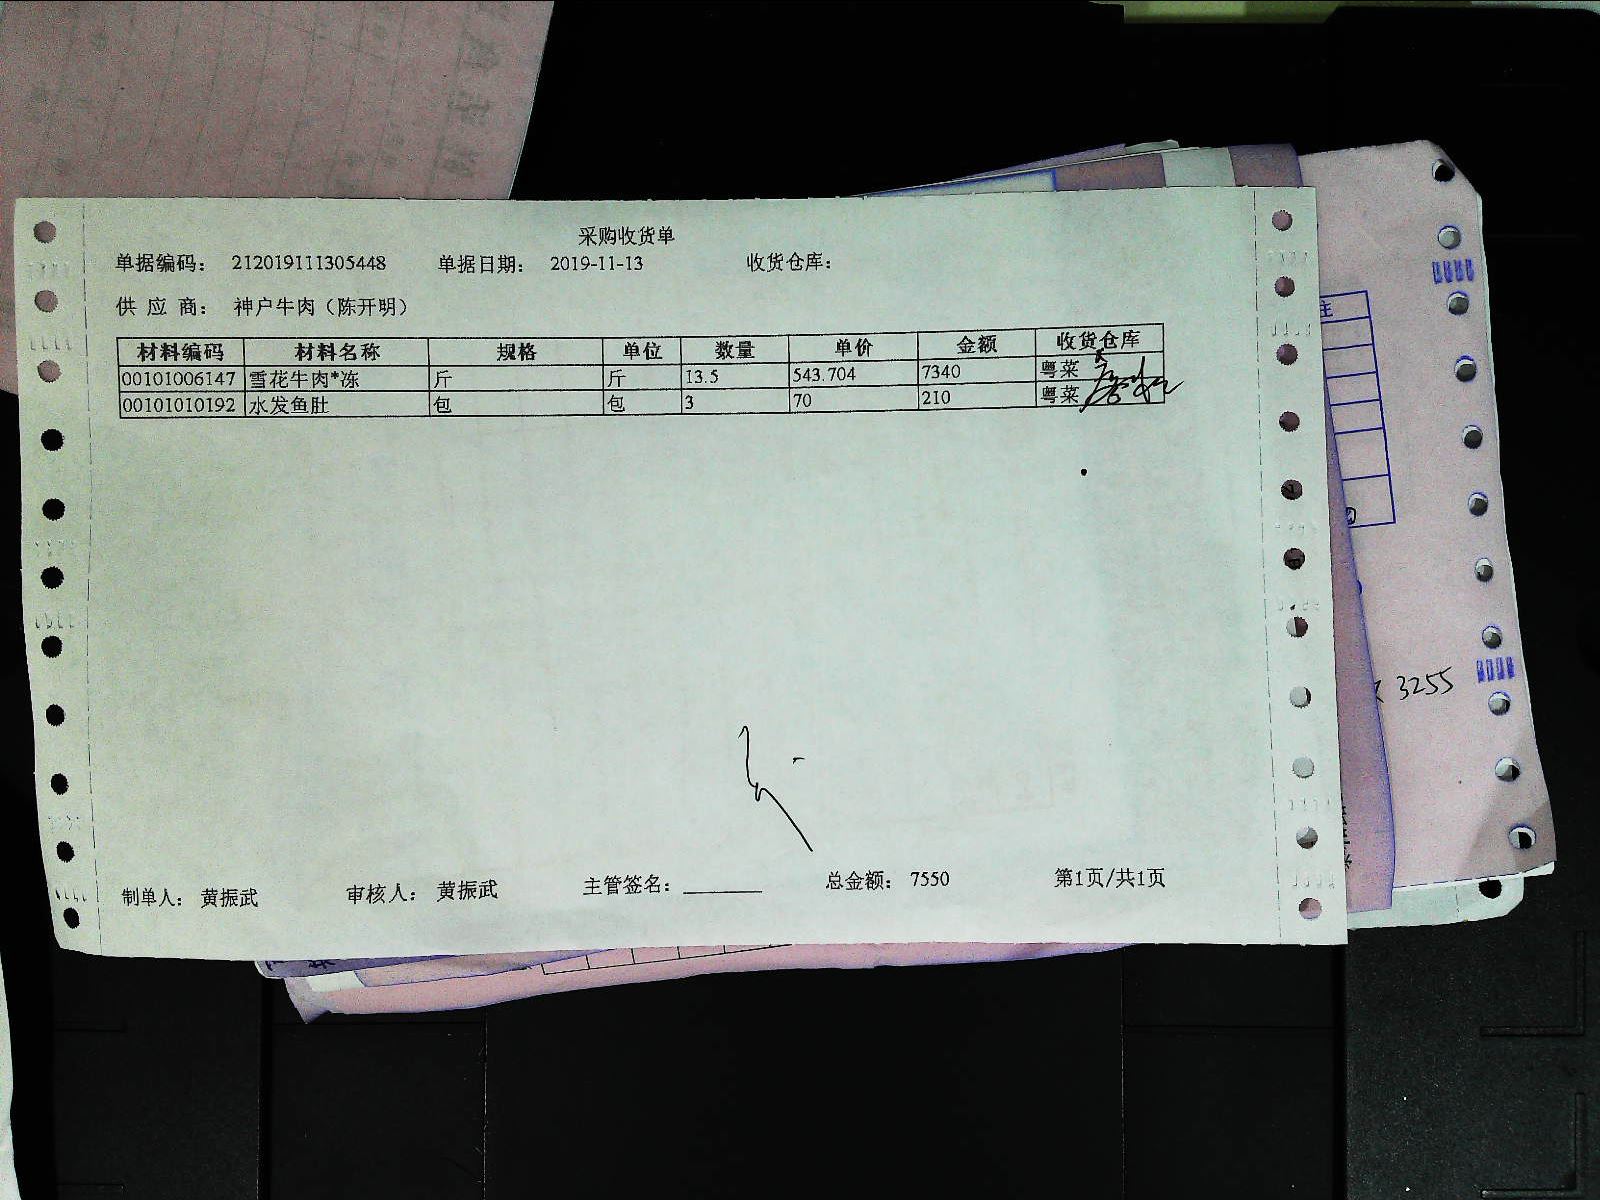 采购收货单
单据编码： 212019111305448 单据日期： 2019-11-13 收货仓库：
供 应 商： 神户牛肉（陈开明）
材料编码 材料名称 规格 单位 数量 单价 金额 收货仓库
00101006147 雪花牛肉*冻 斤 斤 13.5 543.704 7340 粤菜
00101010192 水发鱼肚 包 包 3 70 210 粤菜
3255
制单人： 黄振武 审核人： 黄振武 主管签名： 总金额： 7550 第1页/共1页